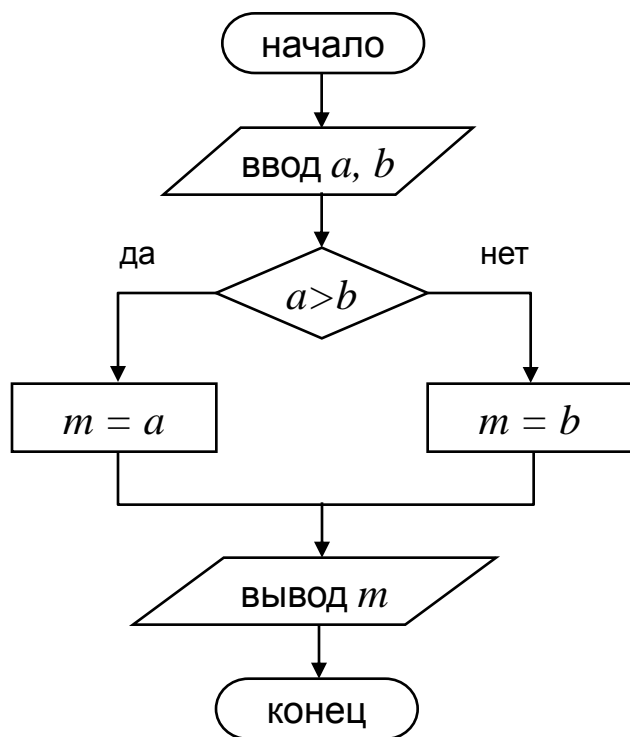 начало
ввод a, b
да
нет
a>b
m = a
m = b
вывод m
конец